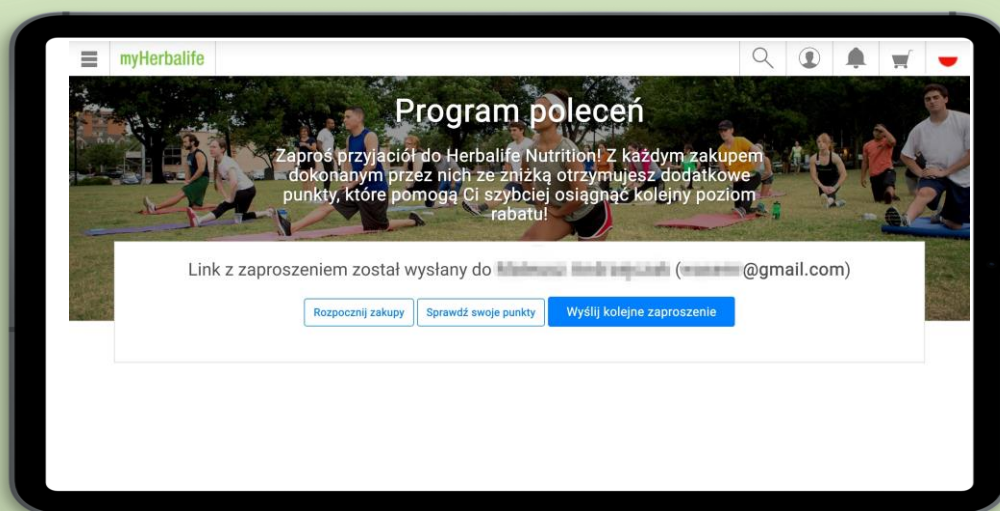 myHerbalife
Program poleceń
Zaproś przyjaciół do Herbalife Nutrition! Z każdym zakupem
dokonanym przez nich ze zniżką otrzymujesz dodatkowe
punkty, które pomogą Ci szybciej osiągnąć kolejny poziom
rabatu!
Link z zaproszeniem został wysłany do ( @gmail.com)
Rozpocznij zakupy Sprawdź swoje punkty Wyślij kolejne zaproszenie